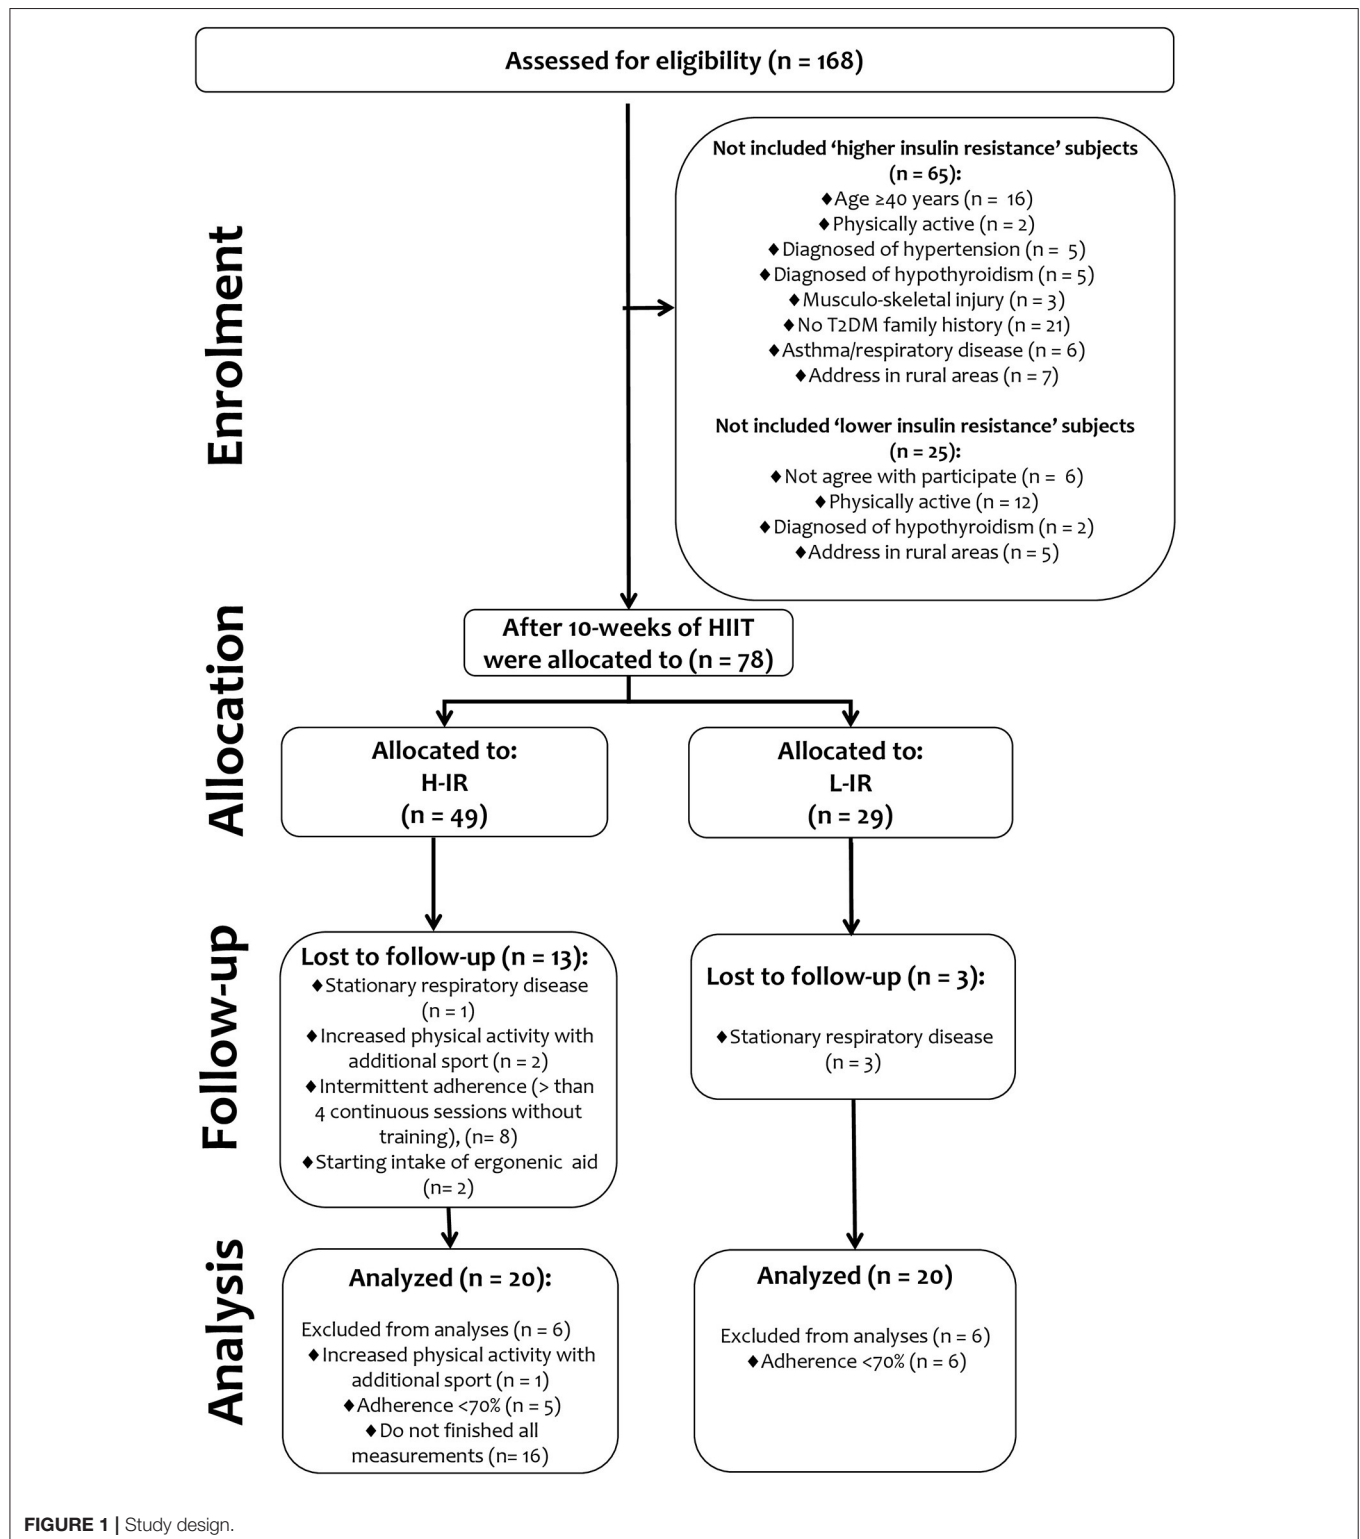 Assessed for eligibility (n = 168)
Enrolment
Not included ‘higher insulin resistance’ subjects
(n = 65):
♦Age ≥40 years (n =  16)
♦Physically active (n = 2)
♦Diagnosed of hypertension (n =  5)
♦Diagnosed of hypothyroidism (n = 5)
♦Musculo-skeletal injury (n = 3)
♦No T2DM family history (n = 21)
♦Asthma/respiratory disease (n = 6)
♦Address in rural areas (n = 7)
Not included ‘lower insulin resistance’ subjects
(n = 25):
♦Not agree with participate (n =  6)
♦Physically active (n = 12)
♦Diagnosed of hypothyroidism (n = 2)
♦Address in rural areas (n = 5)
Allocation
After 10-weeks of HIIT
were allocated to (n = 78)
Allocated to:
H-IR
(n = 49)
Allocated to:
L-IR
(n = 29)
Follow-up
Lost to follow-up (n = 13):
♦Stationary respiratory disease
(n = 1)
♦Increased physical activity with
additional sport (n = 2)
♦Intermittent adherence (> than
4 continuous sessions without
training), (n= 8)
♦Starting intake of ergonenic  aid
(n= 2)
Lost to follow-up (n = 3):
♦Stationary respiratory disease
(n = 3)
Analysis
Analyzed (n = 20):
Excluded from analyses (n = 6)
♦Increased physical activity with
additional sport (n = 1)
♦Adherence <70% (n = 5)
♦Do not finished all
measurements (n= 16)
Analyzed (n = 20)
Excluded from analyses (n = 6)
♦Adherence <70% (n = 6)
FIGURE 1 | Study design.